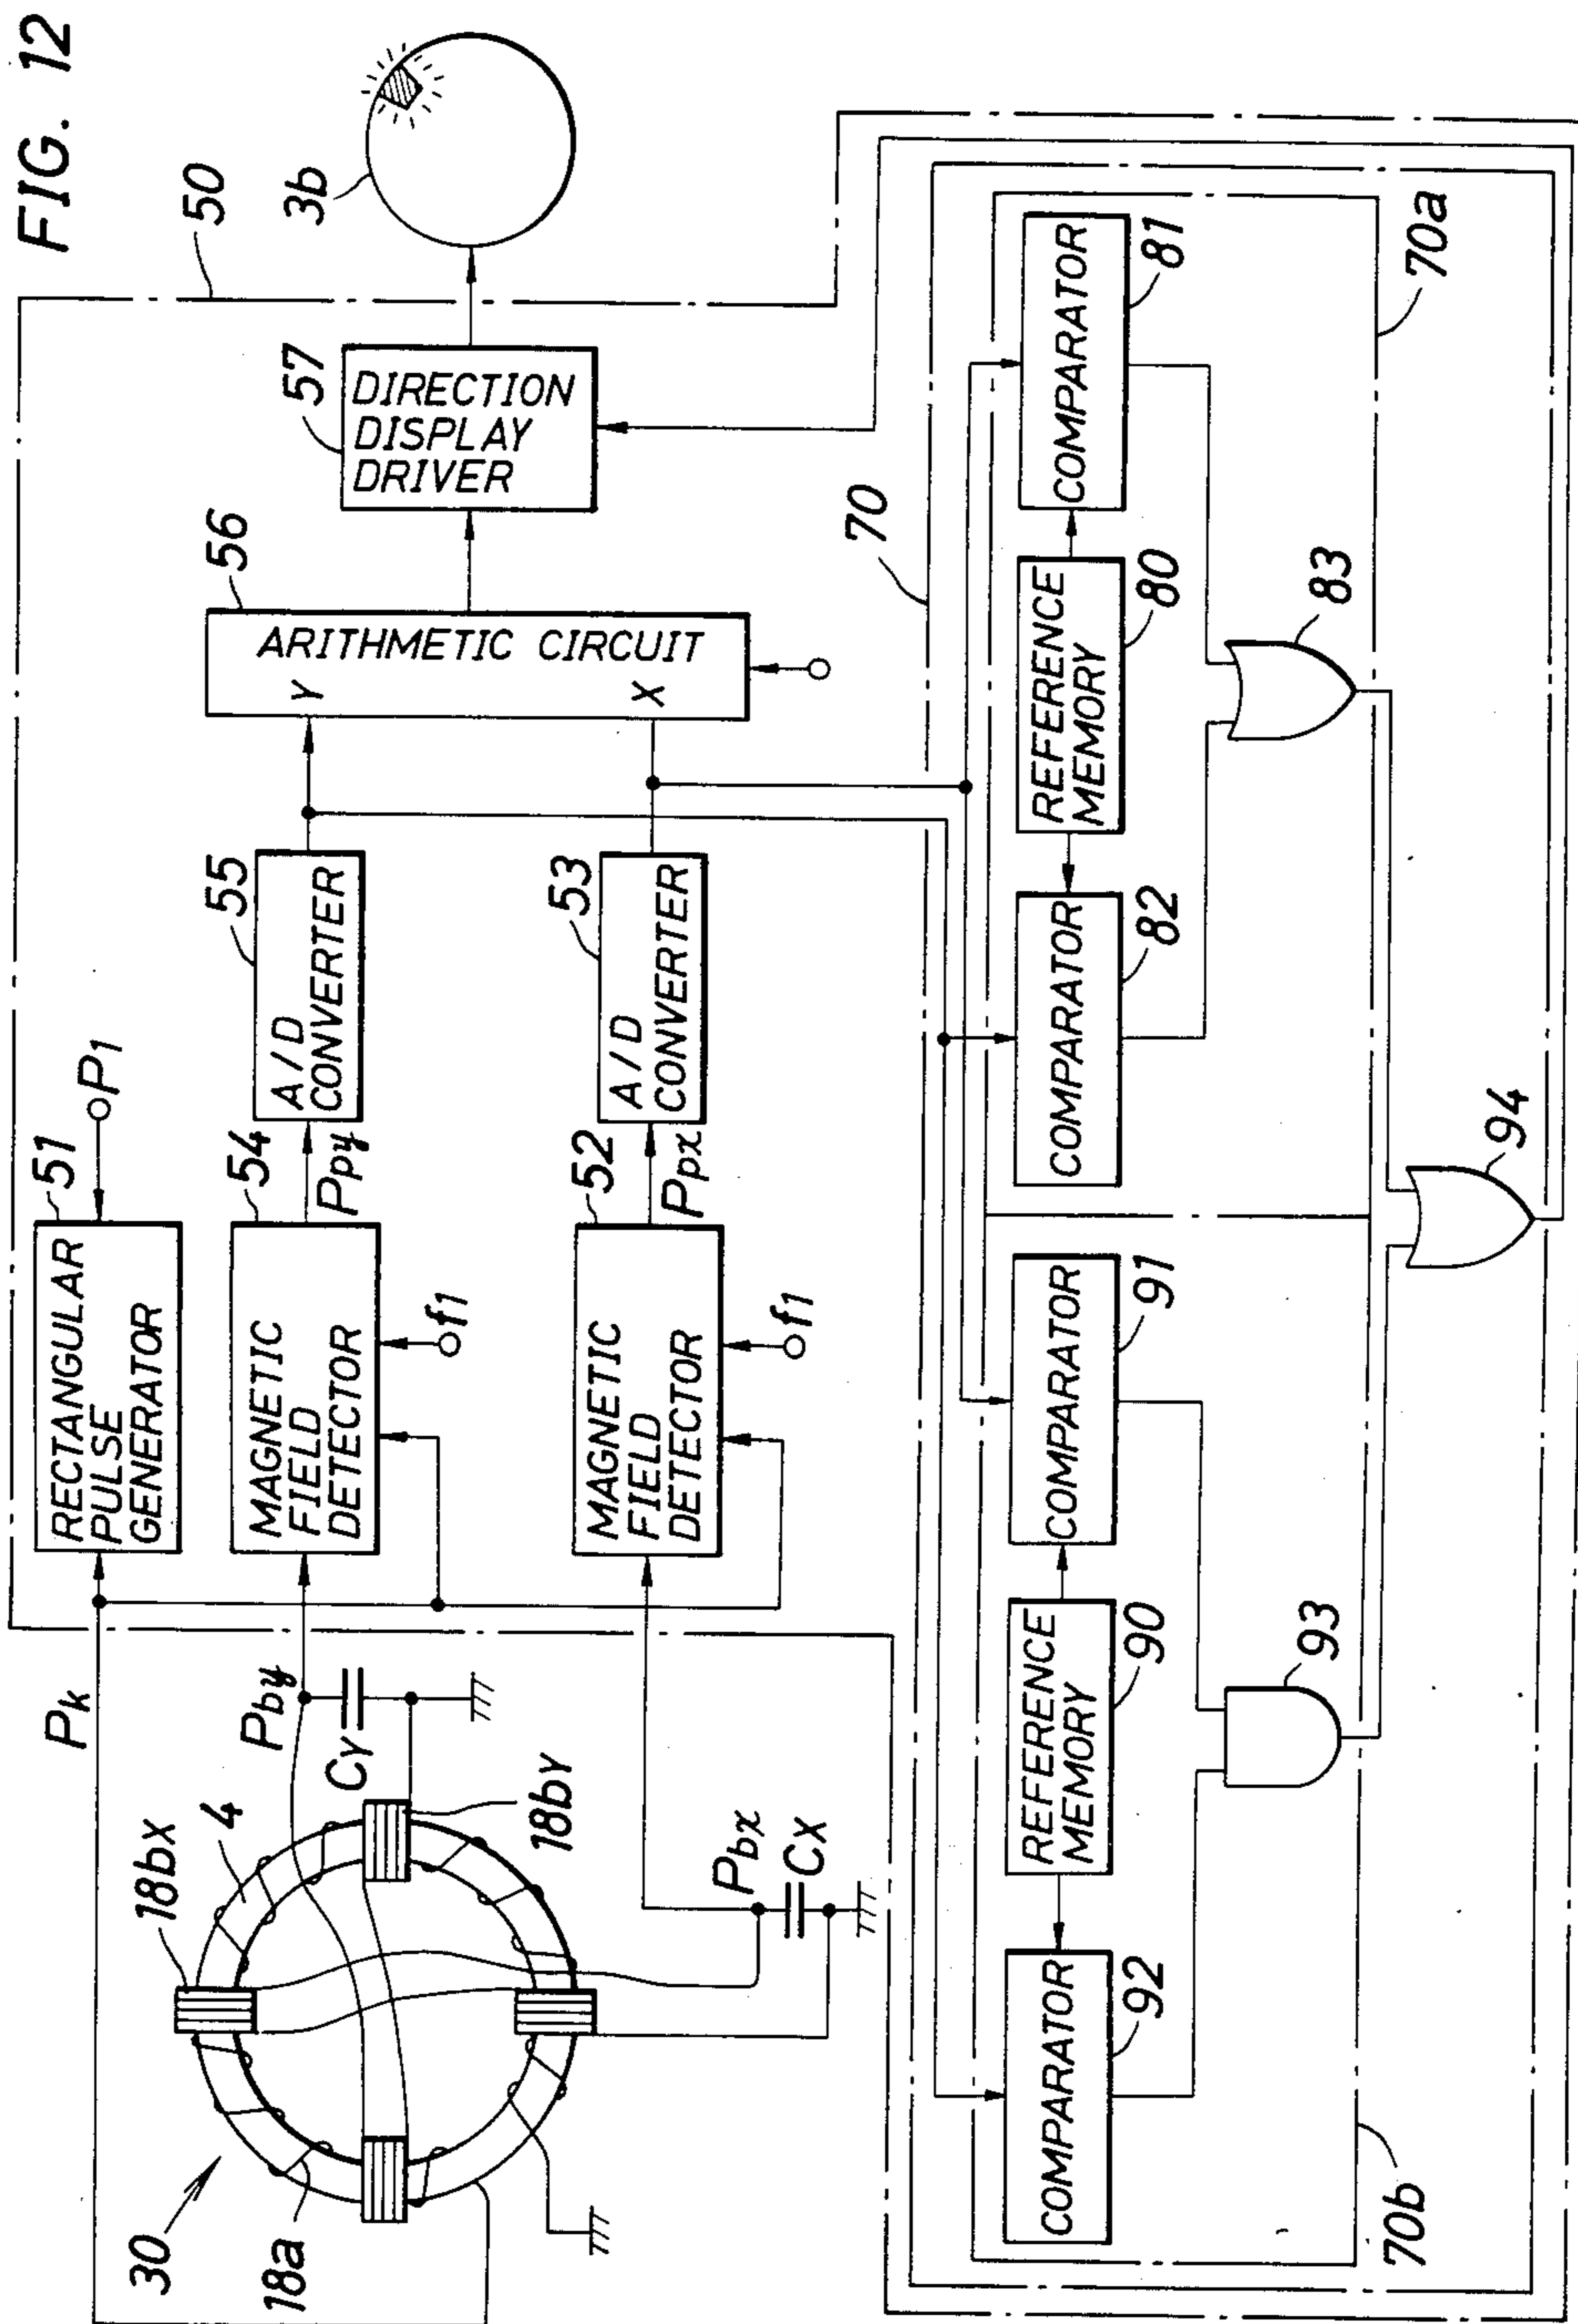 FIG. 12
50
3b
57
DIRECTION
DISPLAY
DRIVER
56
ARITHMETIC CIRCUIT
Y
X
55
A/D
CONVERTER
53
A/D
CONVERTER
P1
51
RECTANGULAR
PULSE
GENERATOR
54
MAGNETIC
FIELD
DETECTOR
Ppy
f1
52
MAGNETIC
FIELD
DETECTOR
Ppx
f1
Pk
Pby
CY
18bX
4
18bY
Pbx
CX
30
18a
70
COMPARATOR
81
REFERENCE
MEMORY
80
COMPARATOR
82
83
70a
COMPARATOR
91
REFERENCE
MEMORY
90
COMPARATOR
92
93
94
70b